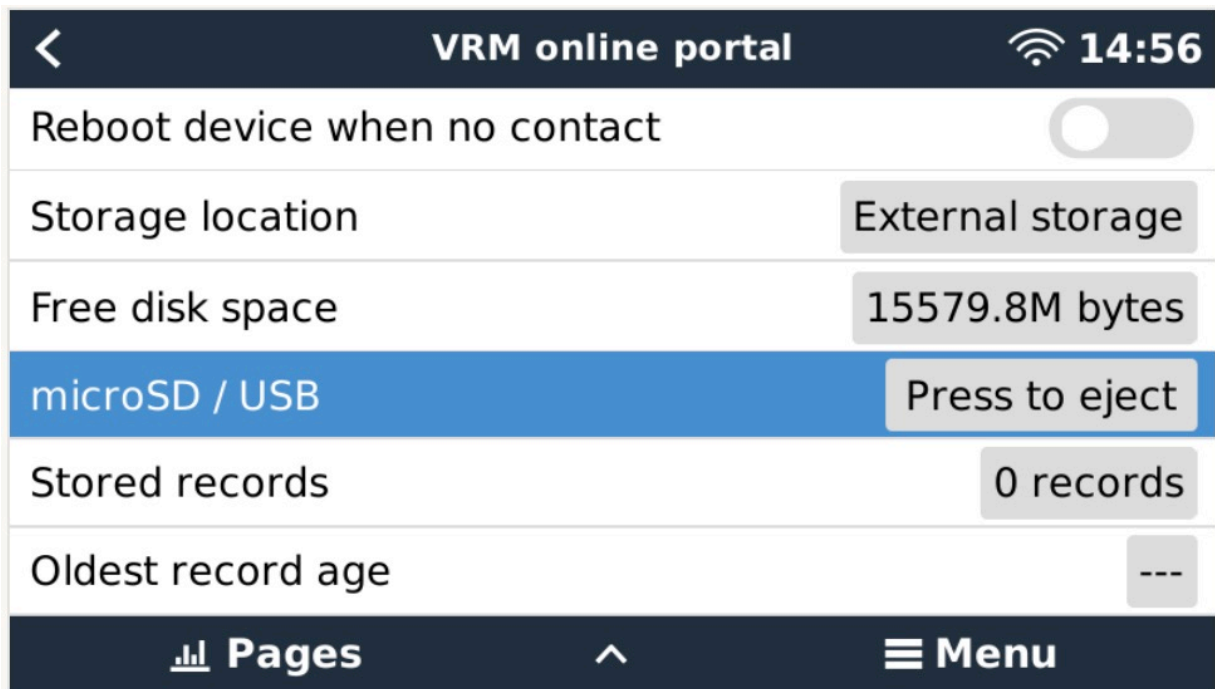 VRM online portal 14:56
Reboot device when no contact
Storage location External storage
Free disk space 15579.8M bytes
microSD / USB Press to eject
Stored records 0 records
Oldest record age ---
Pages Menu